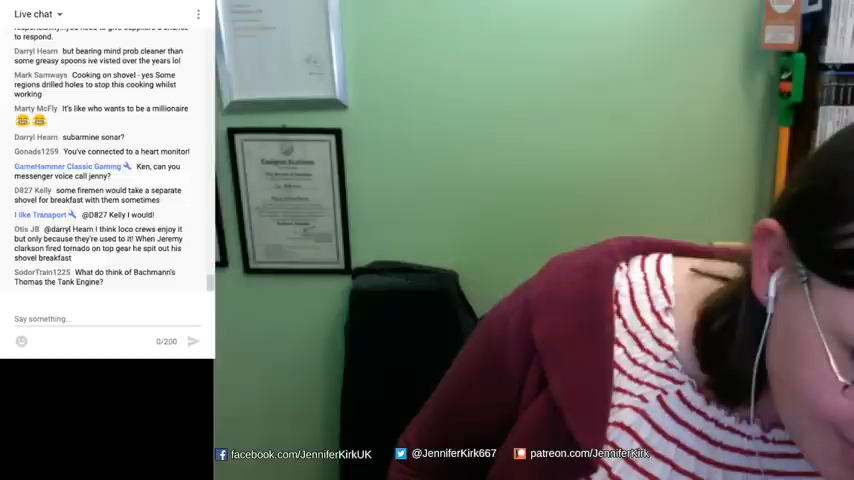 Live chat
to respond.
Darryl Hearn but bearing mind prob cleaner than
some greasy spoons ive visted over the years lol
Mark Samways Cooking on shovel - yes Some
regions drilled holes to stop this cooking whilst
working
Marty McFly It's like who wants to be a millionaire
Darryl Hearn subarmine sonar?
Gonads1259 You've connected to a heart monitor!
GameHammer Classic Gaming Ken, can you
messenger voice call jenny?
D827 Kelly some firemen would take a separate
shovel for breakfast with them sometimes
I like Transport @D827 Kelly I would!
Otis JB @darryl Hearn I think loco crews enjoy it
but only because they're used to it! When Jeremy
clarkson fired tornado on top gear he spit out his
shovel breakfast
SodorTrain1225 What do think of Bachmann's
Thomas the Tank Engine?
Say something...
0/200
facebook.com/JenniferKirkUK
@JenniferKirk667
patreon.com/JenniferKirk